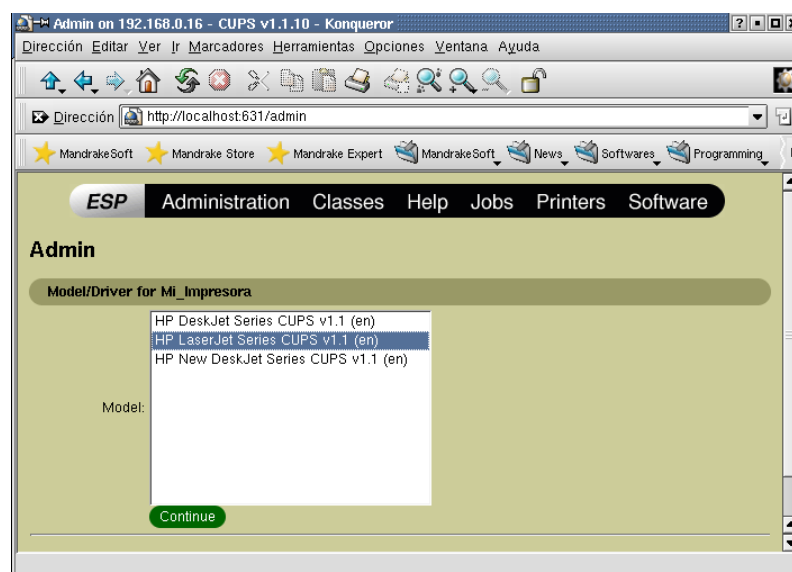 Admin on 192.168.0.16 - CUPS v1.1.10 - Konqueror
Dirección Editar Ver Ir Marcadores Herramientas Opciones Ventana Ayuda
Dirección http://localhost:631/admin
MandrakeSoft Mandrake Store Mandrake Expert MandrakeSoft News Softwares Programming
ESP Administration Classes Help Jobs Printers Software
Admin
Model/Driver for Mi_Impresora
HP DeskJet Series CUPS v1.1 (en)
HP LaserJet Series CUPS v1.1 (en)
HP New DeskJet Series CUPS v1.1 (en)
Model:
Continue